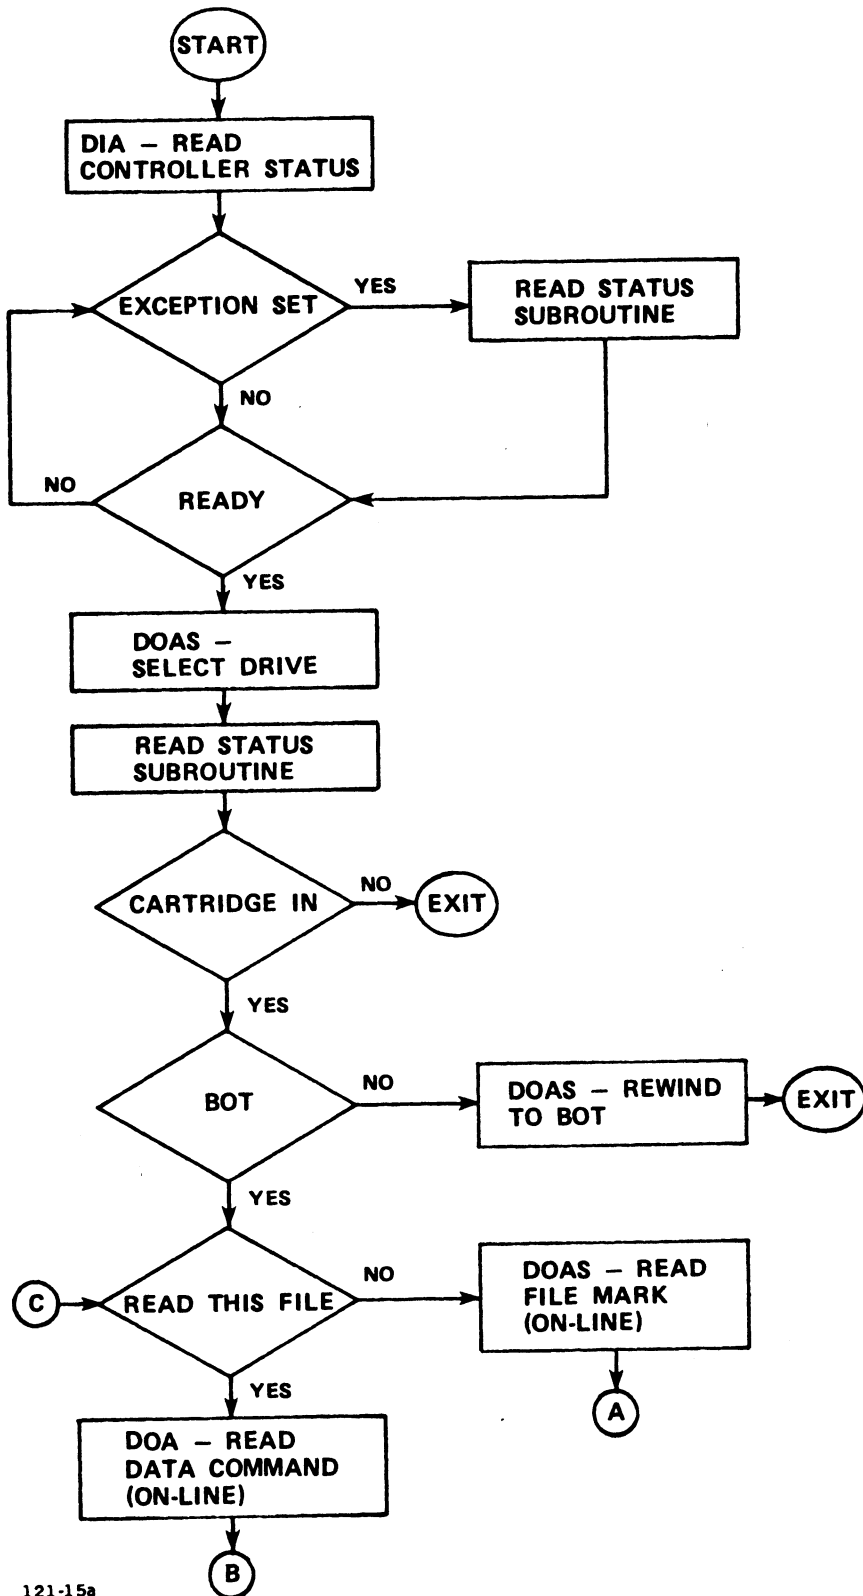 START
DIA – READ
CONTROLLER STATUS
EXCEPTION SET
YES
READ STATUS
SUBROUTINE
NO
READY
NO
YES
DOAS –
SELECT DRIVE
READ STATUS
SUBROUTINE
CARTRIDGE IN
NO
EXIT
YES
BOT
NO
DOAS – REWIND
TO BOT
EXIT
YES
C
READ THIS FILE
NO
DOAS – READ
FILE MARK
(ON-LINE)
A
YES
DOA – READ
DATA COMMAND
(ON-LINE)
B
121-15a